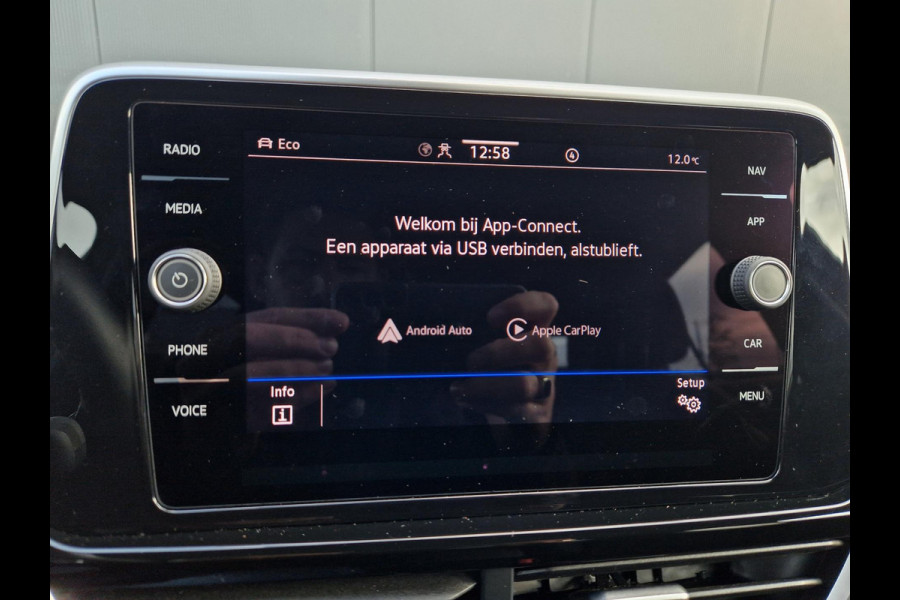 RADIO
MEDIA
PHONE
VOICE
Eco
12:58
4
12.0°C
Welkom bij App-Connect.
Een apparaat via USB verbinden, alstublieft.
Android Auto
Apple CarPlay
Info
i
Setup
NAV
APP
CAR
MENU